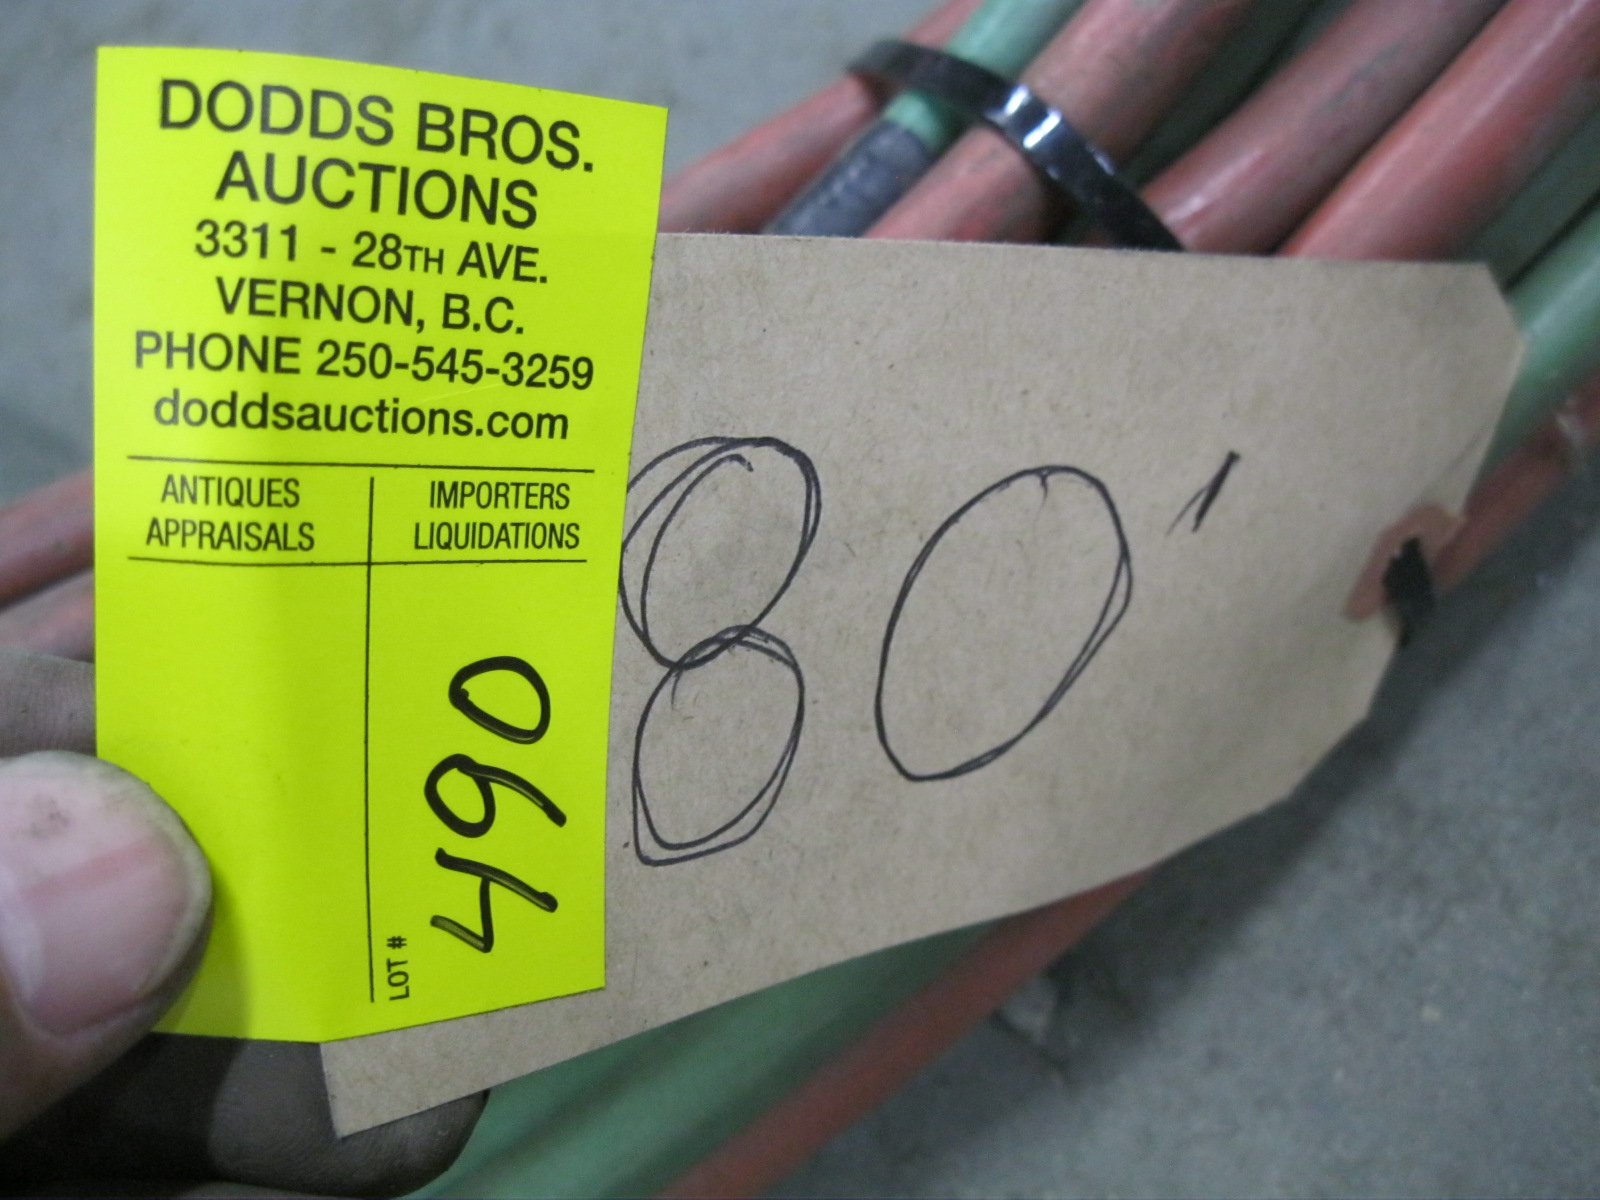 DODDS BROS.
AUCTIONS
3311 - 28TH AVE.
VERNON, B.C.
PHONE 250-545-3259
doddsauctions.com
ANTIQUES
APPRAISALS
IMPORTERS
LIQUIDATIONS
LOT #
490
80'